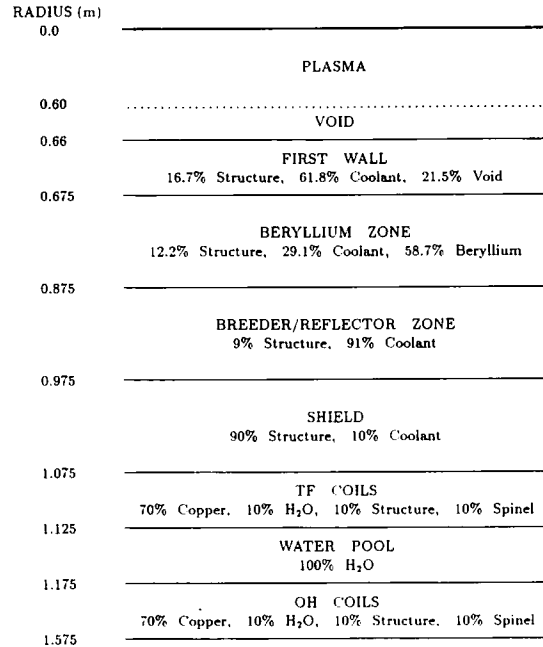 RADIUS (m)
0.0
PLASMA
0.60
VOID
0.66
FIRST WALL
16.7% Structure, 61.8% Coolant, 21.5% Void
0.675
BERYLLIUM ZONE
12.2% Structure, 29.1% Coolant, 58.7% Beryllium
0.875
BREEDER/REFLECTOR ZONE
9% Structure, 91% Coolant
0.975
SHIELD
90% Structure, 10% Coolant
1.075
TF COILS
70% Copper, 10% H₂O, 10% Structure, 10% Spinel
1.125
WATER POOL
100% H₂O
1.175
OH COILS
70% Copper, 10% H₂O, 10% Structure, 10% Spinel
1.575